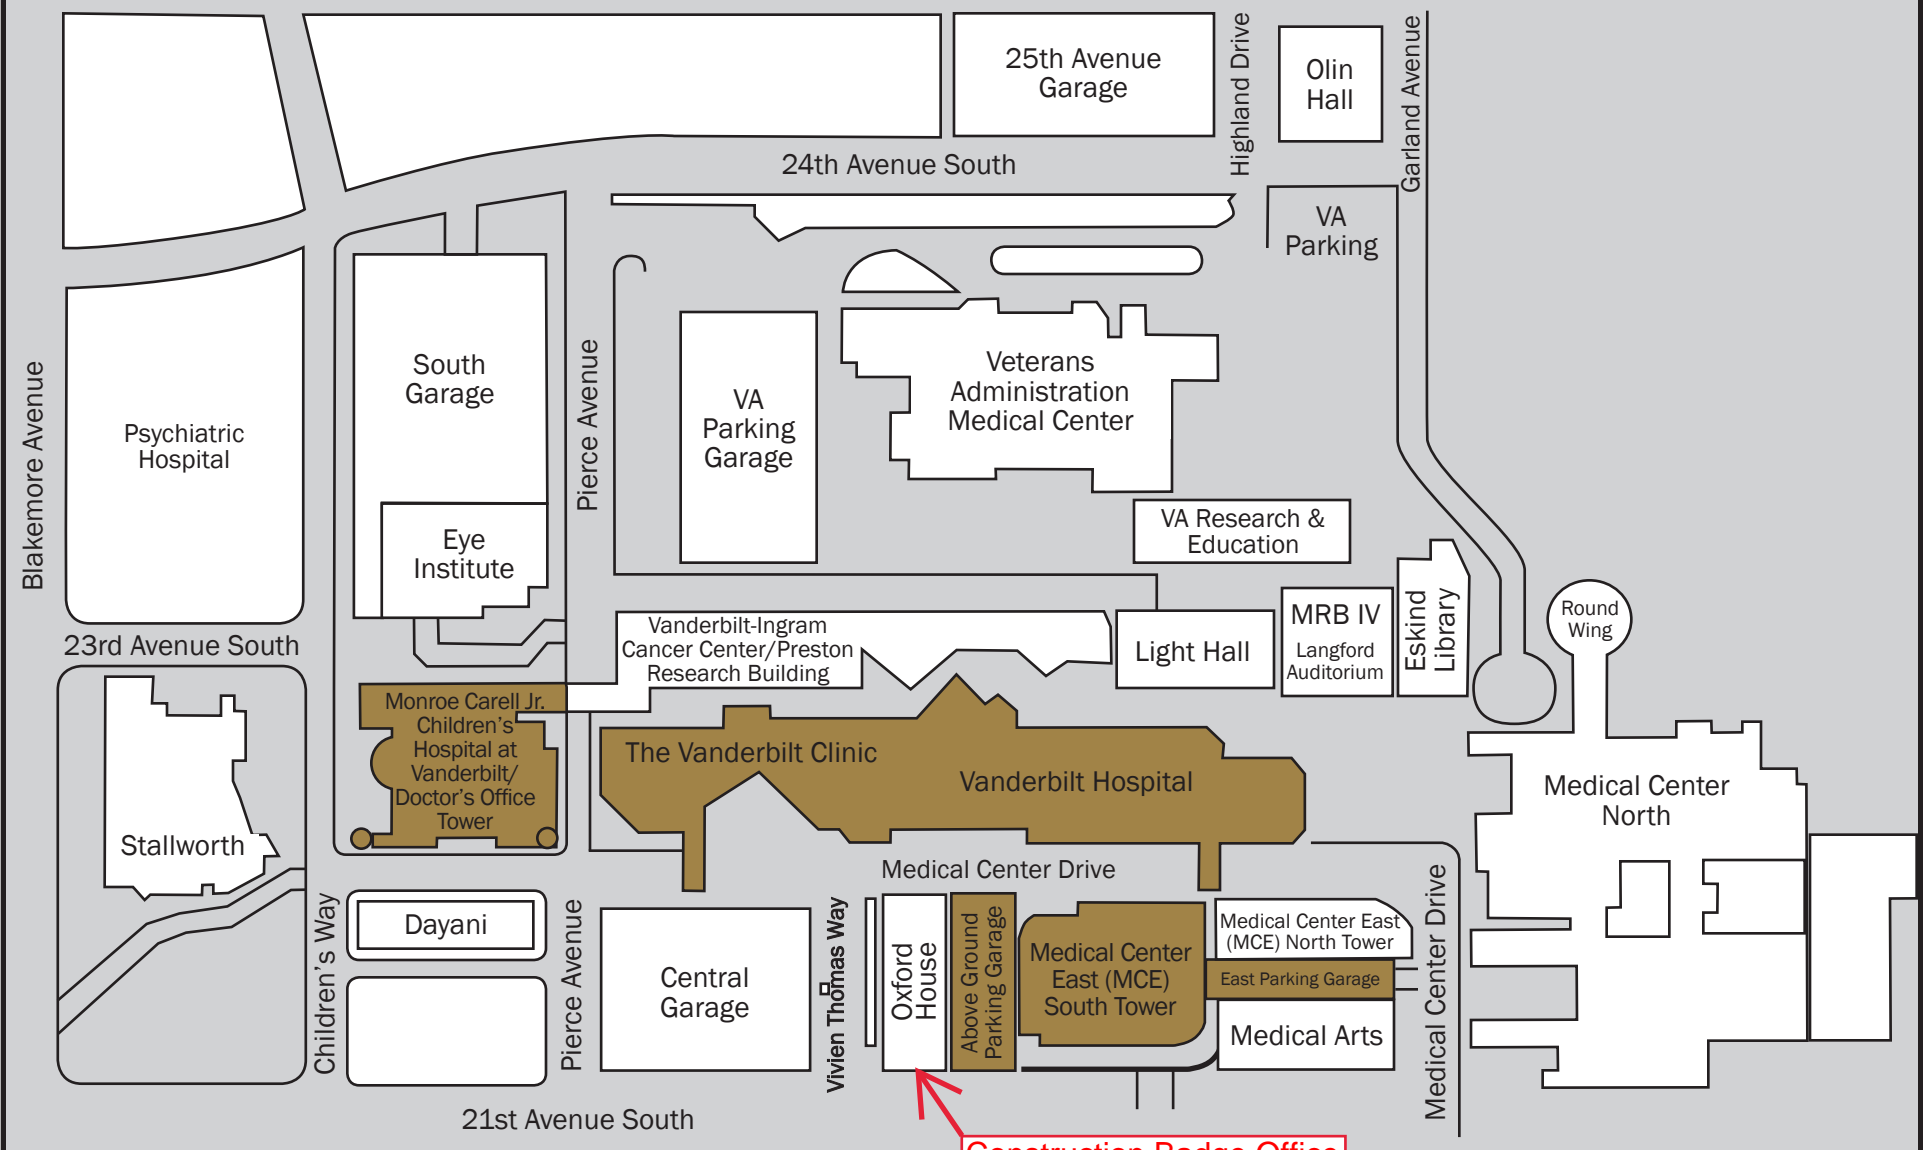 25th Avenue
Garage
Highland Drive
Olin
Hall
Garland Avenue
24th Avenue South
VA
Parking
Blakemore Avenue
Psychiatric
Hospital
South
Garage
Pierce Avenue
VA
Parking
Garage
Veterans
Administration
Medical Center
Eye
Institute
VA Research &
Education
23rd Avenue South
Vanderbilt-Ingram
Cancer Center/Preston
Research Building
Light Hall
MRB IV
Langford
Auditorium
Eskind
Library
Round
Wing
Monroe Carell Jr.
Children's
Hospital at
Vanderbilt/
Doctor's Office
Tower
The Vanderbilt Clinic
Vanderbilt Hospital
Medical Center
North
Stallworth
Medical Center Drive
Children's Way
Dayani
Pierce Avenue
Central
Garage
Vivien Thomas Way
Oxford
House
Above Ground
Parking Garage
Medical Center
East (MCE)
South Tower
Medical Center East
(MCE) North Tower
East Parking Garage
Medical Arts
Medical Center Drive
21st Avenue South
Construction Badge Office